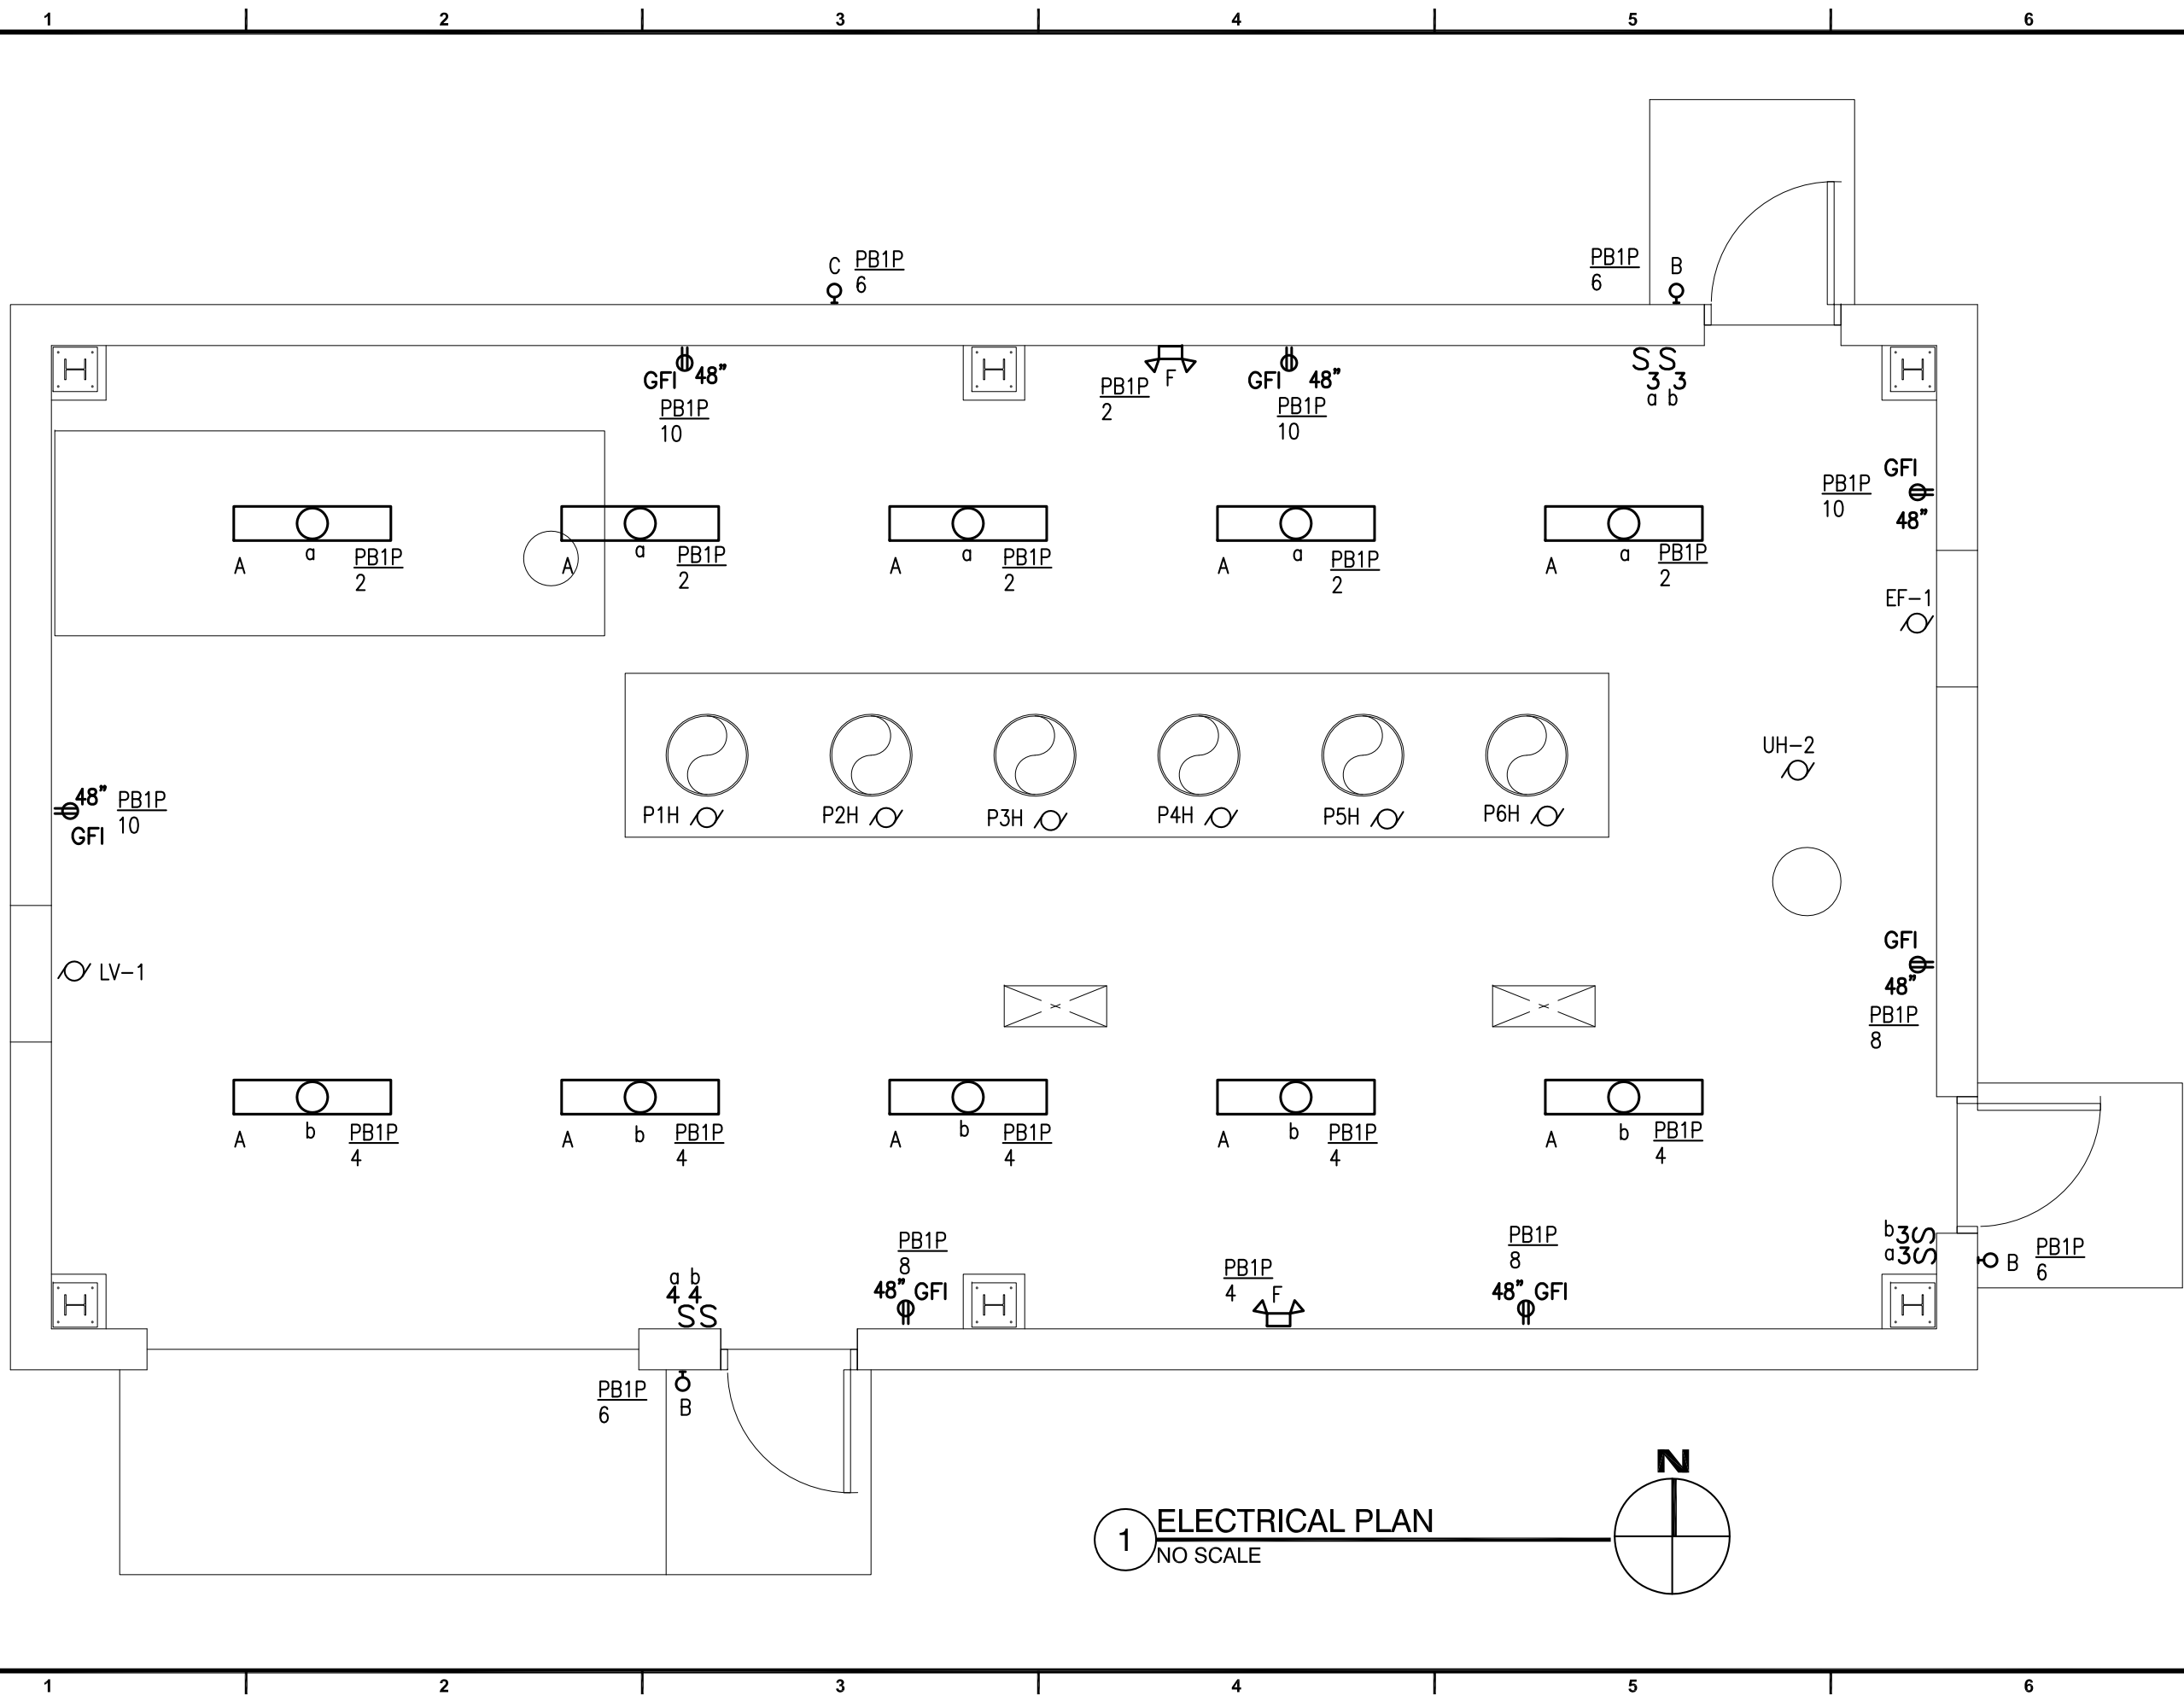 1 2 3 4 5 6
C PB1P
6
PB1P B
6
GFI 48"
PB1P
10
PB1P F
2
GFI 48"
PB1P
10
S S
3 3
a b
GFI
PB1P
10
48"
A a PB1P
2
A a PB1P
2
A a PB1P
2
A a PB1P
2
A a PB1P
2
EF-1
UH-2
48" PB1P
GFI 10
P1H P2H P3H P4H P5H P6H
GFI
48"
PB1P
8
LV-1
A b PB1P
4
A b PB1P
4
A b PB1P
4
A b PB1P
4
A b PB1P
4
a b
4 4
S S
PB1P
8
48" GFI
PB1P
4 F
PB1P
8
48" GFI
b 3 S
a 3 S
B PB1P
6
PB1P B
6
N
1 ELECTRICAL PLAN
NO SCALE
1 2 3 4 5 6